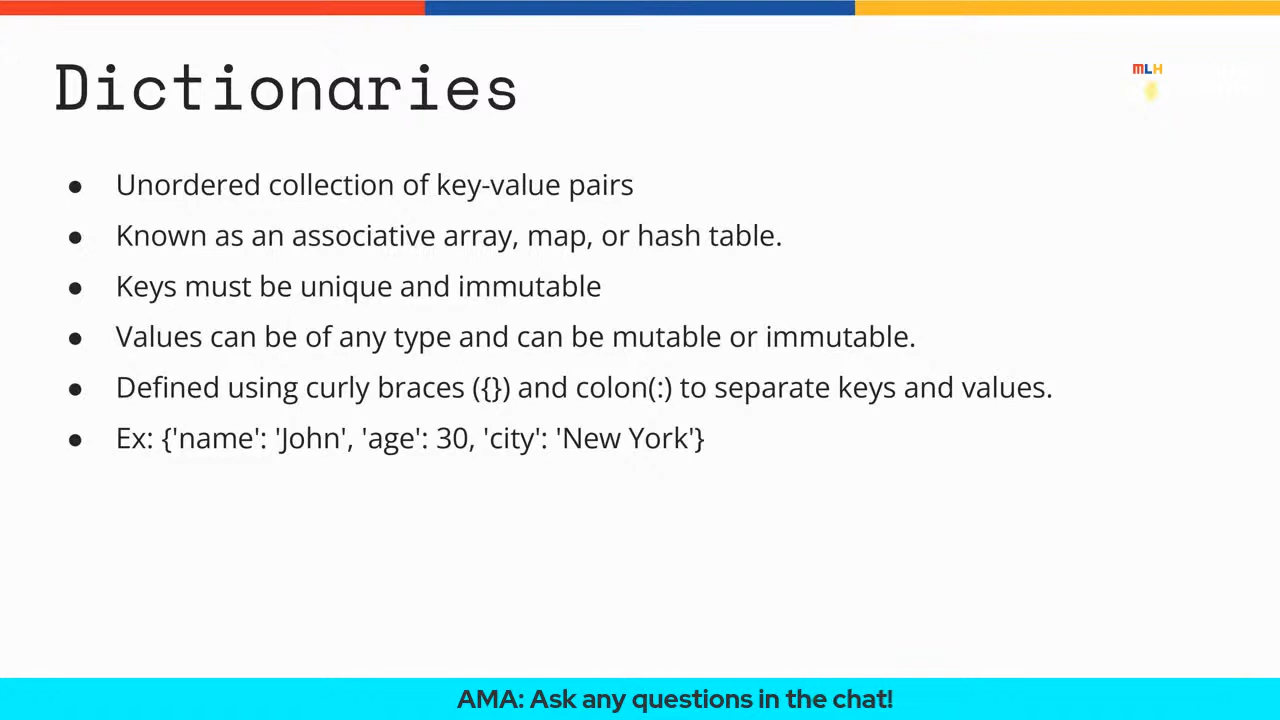 Dictionaries
MLH
● Unordered collection of key-value pairs
● Known as an associative array, map, or hash table.
● Keys must be unique and immutable
● Values can be of any type and can be mutable or immutable.
● Defined using curly braces ({}) and colon(:) to separate keys and values.
● Ex: {'name': 'John', 'age': 30, 'city': 'New York'}
AMA: Ask any questions in the chat!